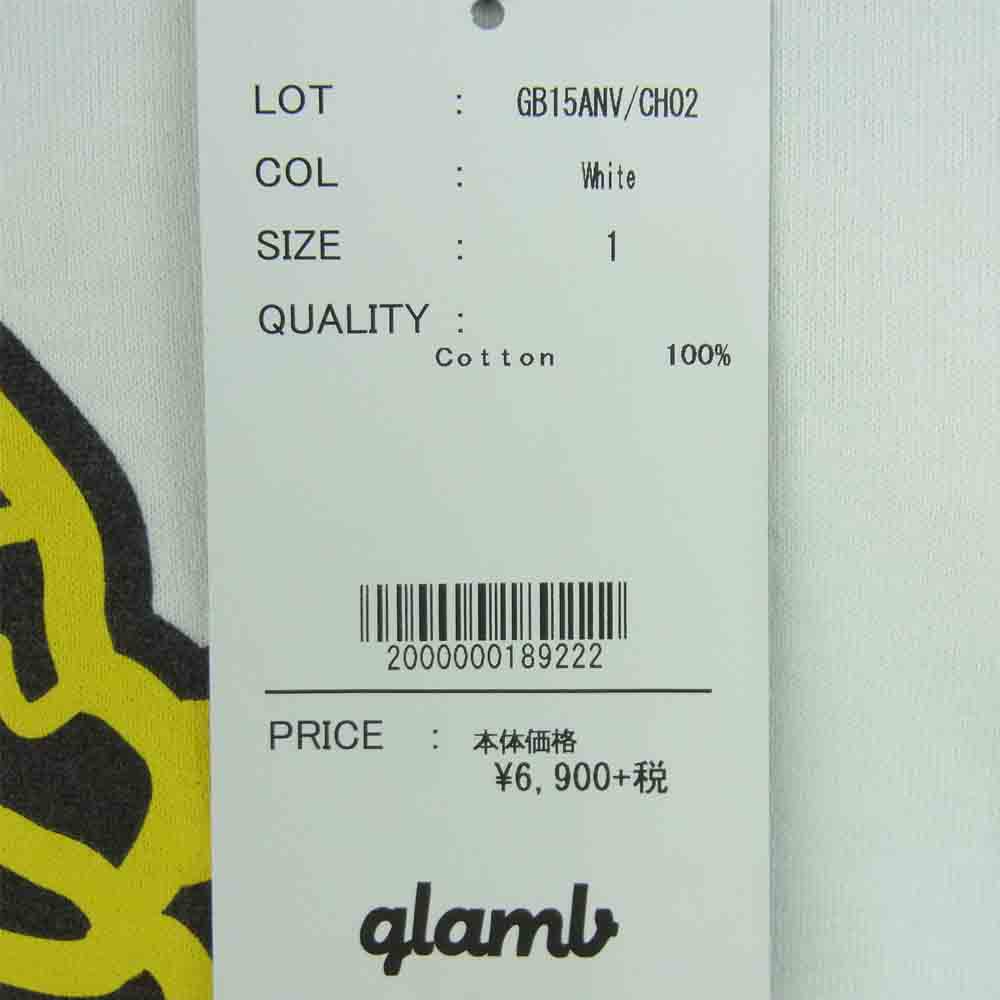 LOT : GB15ANV/CH02
COL : White
SIZE : 1
QUALITY :
Cotton 100%
2000000189222
PRICE : 本体価格
¥6,900+税
glamb